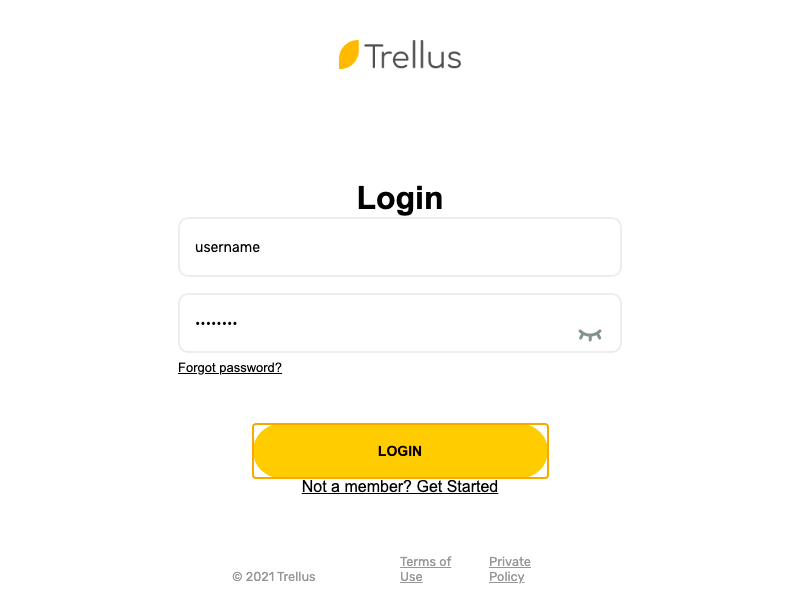 Trellus
Login
username
••••••••
Forgot password?
LOGIN
Not a member? Get Started
© 2021 Trellus
Terms of
Use
Private
Policy